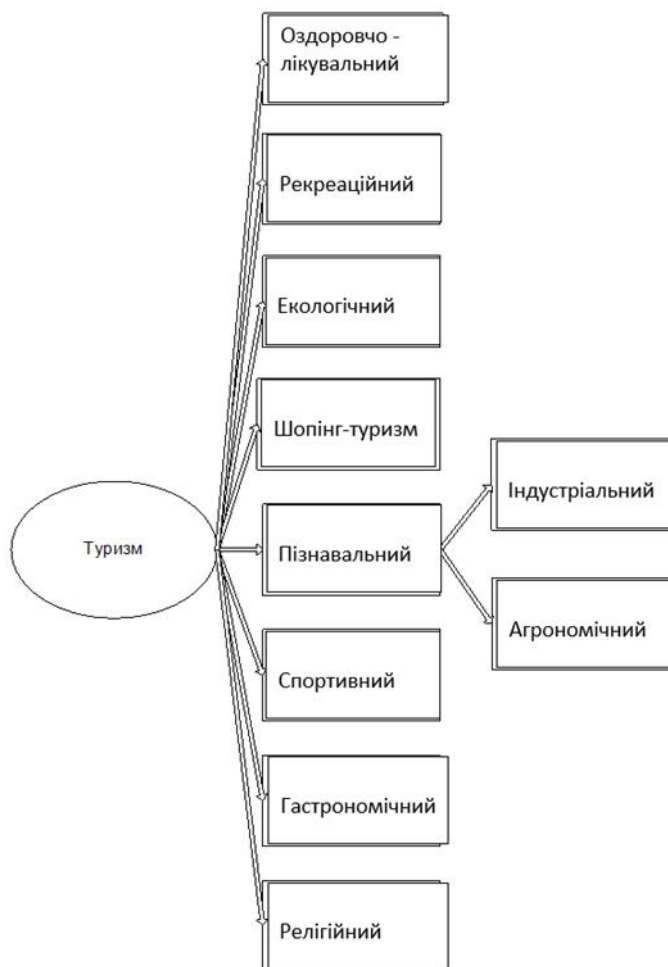 Оздоровчо -
лікувальний
Рекреаційний
Екологічний
Шопінг-туризм
Індустріальний
Туризм
Пізнавальний
Агрономічний
Спортивний
Гастрономічний
Релігійний